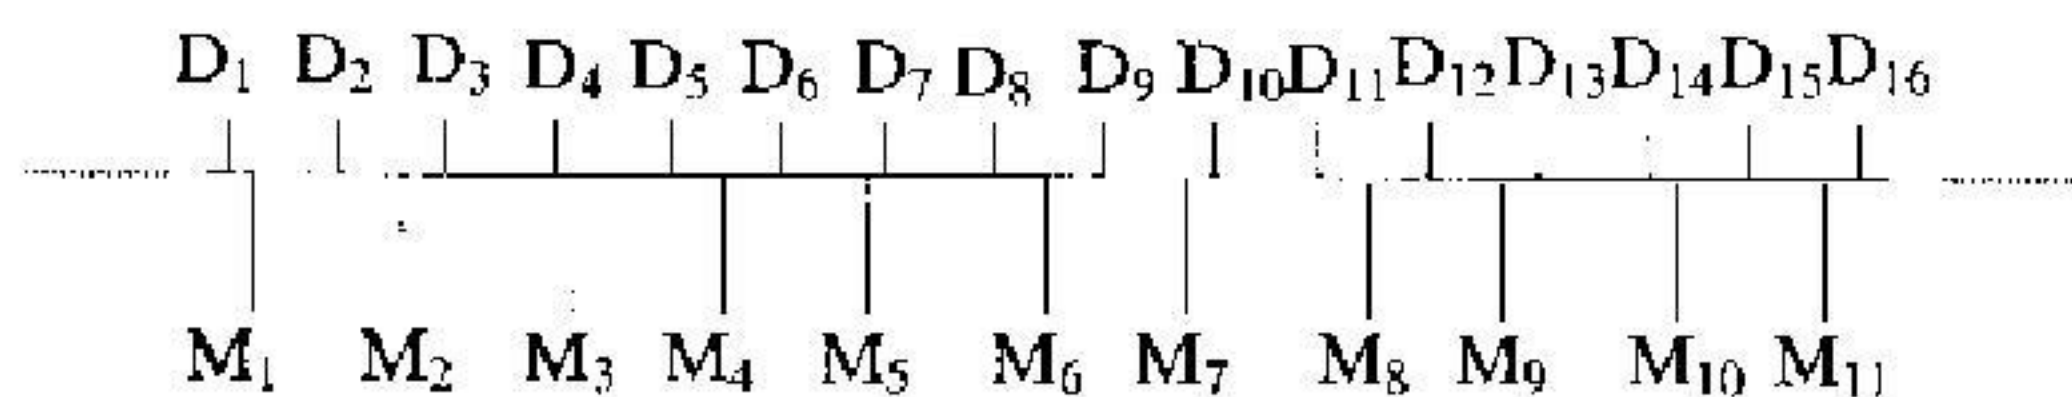 D₁ D₂ D₃ D₄ D₅ D₆ D₇ D₈ D₉ D₁₀ D₁₁ D₁₂ D₁₃ D₁₄ D₁₅ D₁₆
M₁ M₂ M₃ M₄ M₅ M₆ M₇ M₈ M₉ M₁₀ M₁₁